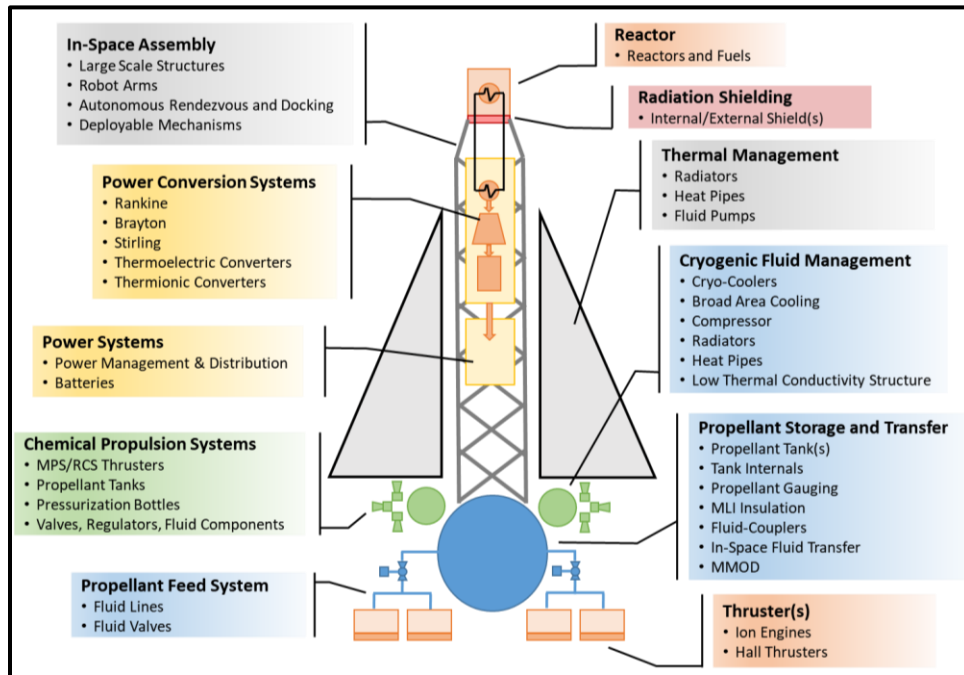 In-Space Assembly
• Large Scale Structures
• Robot Arms
• Autonomous Rendezvous and Docking
• Deployable Mechanisms
Power Conversion Systems
• Rankine
• Brayton
• Stirling
• Thermoelectric Converters
• Thermionic Converters
Power Systems
• Power Management & Distribution
• Batteries
Chemical Propulsion Systems
• MPS/RCS Thrusters
• Propellant Tanks
• Pressurization Bottles
• Valves, Regulators, Fluid Components
Propellant Feed System
• Fluid Lines
• Fluid Valves
Reactor
• Reactors and Fuels
Radiation Shielding
• Internal/External Shield(s)
Thermal Management
• Radiators
• Heat Pipes
• Fluid Pumps
Cryogenic Fluid Management
• Cryo-Coolers
• Broad Area Cooling
• Compressor
• Radiators
• Heat Pipes
• Low Thermal Conductivity Structure
Propellant Storage and Transfer
• Propellant Tank(s)
• Tank Internals
• Propellant Gauging
• MLI Insulation
• Fluid-Couplers
• In-Space Fluid Transfer
• MMOD
Thruster(s)
• Ion Engines
• Hall Thrusters